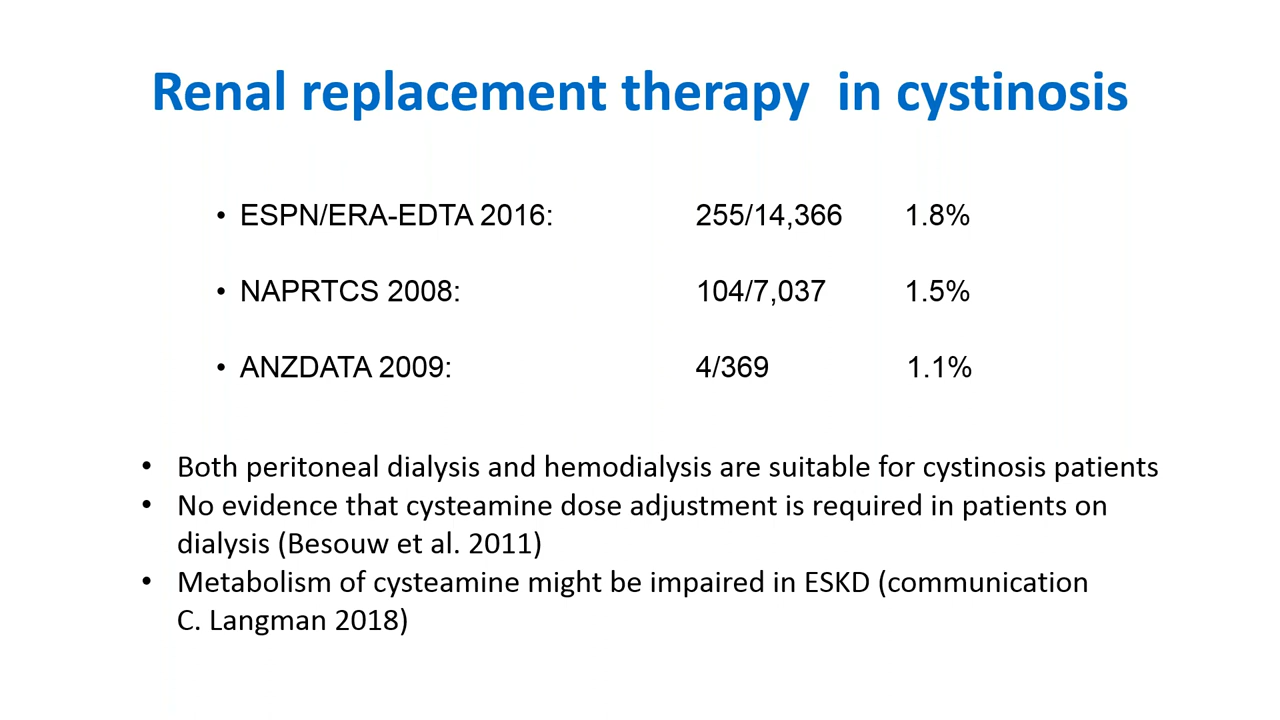 Renal replacement therapy in cystinosis
• ESPN/ERA-EDTA 2016: 255/14,366 1.8%
• NAPRTCS 2008: 104/7,037 1.5%
• ANZDATA 2009: 4/369 1.1%
• Both peritoneal dialysis and hemodialysis are suitable for cystinosis patients
• No evidence that cysteamine dose adjustment is required in patients on
dialysis (Besouw et al. 2011)
• Metabolism of cysteamine might be impaired in ESKD (communication
C. Langman 2018)